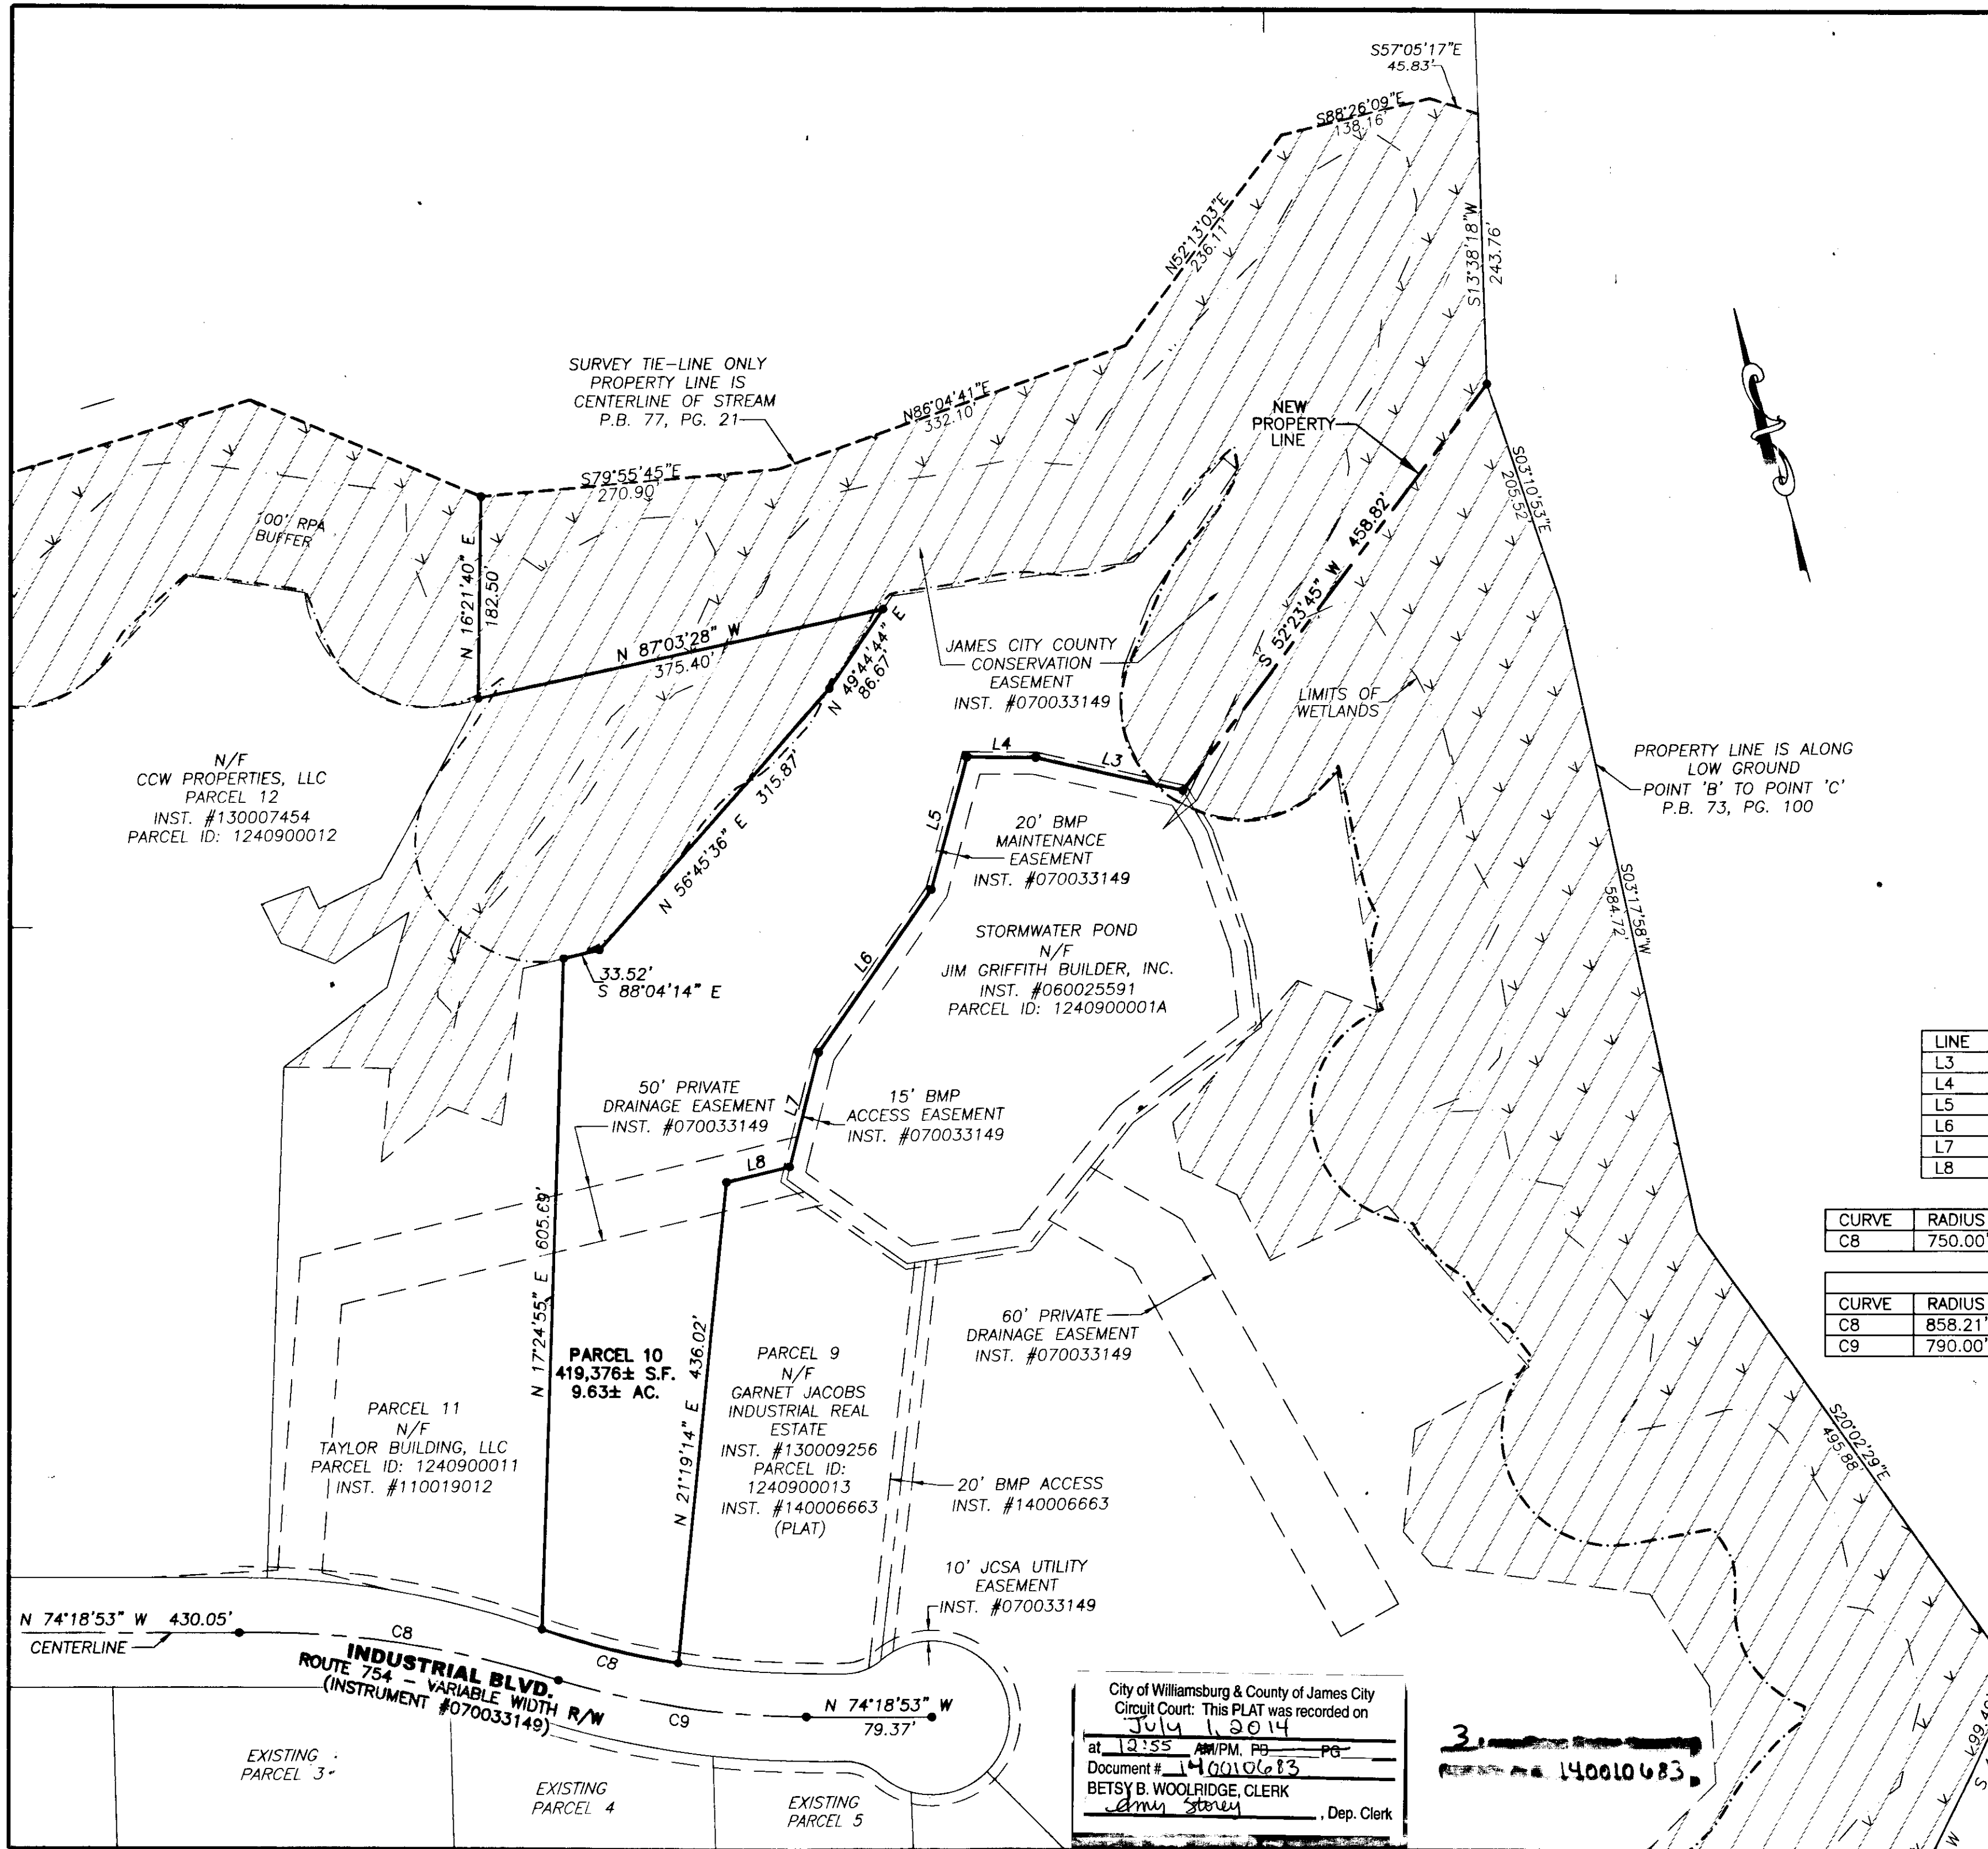 S57°05'17"E
45.83'
S88°26'09"E
138.16'
N52°13'03"E
236.11'
S13°38'18"W
243.76'
SURVEY TIE-LINE ONLY
PROPERTY LINE IS
CENTERLINE OF STREAM
P.B. 77, PG. 21
N86°04'41"E
332.10'
NEW
PROPERTY
LINE
S79°55'45"E
270.90'
S03°10'53"E
205.52'
00' RPA
BUFFER
N 16°21'40" E
182.50'
S 52°23'45" W 458.82'
N 87°03'28" W
375.40'
N 49°44'44" E
86.67'
JAMES CITY COUNTY
CONSERVATION
EASEMENT
INST. #070033149
LIMITS OF
WETLANDS
N/F
CCW PROPERTIES, LLC
PARCEL 12
INST. #130007454
PARCEL ID: 1240900012
L4
L3
PROPERTY LINE IS ALONG
LOW GROUND
POINT 'B' TO POINT 'C'
P.B. 73, PG. 100
N 56°45'36" E 315.87'
L5
20' BMP
MAINTENANCE
EASEMENT
INST. #070033149
S03°17'58"W
584.72'
STORMWATER POND
N/F
JIM GRIFFITH BUILDER, INC.
INST. #060025591
PARCEL ID: 1240900001A
L6
33.52'
S 88°04'14" E
LINE
L3
L4
L5
L6
L7
L8
50' PRIVATE
DRAINAGE EASEMENT
INST. #070033149
L7
15' BMP
ACCESS EASEMENT
INST. #070033149
L8
CURVE RADIUS
C8 750.00'
CURVE RADIUS
C8 858.21'
C9 790.00'
N 17°24'55" E 605.69'
60' PRIVATE
DRAINAGE EASEMENT
INST. #070033149
PARCEL 10
419,376± S.F.
9.63± AC.
N 21°19'14" E 436.02'
PARCEL 9
N/F
GARNET JACOBS
INDUSTRIAL REAL
ESTATE
INST. #130009256
PARCEL ID:
1240900013
INST. #140006663
(PLAT)
PARCEL 11
N/F
TAYLOR BUILDING, LLC
PARCEL ID: 1240900011
INST. #110019012
S20°02'29"E
495.88'
20' BMP ACCESS
INST. #140006663
10' JCSA UTILITY
EASEMENT
INST. #070033149
N 74°18'53" W 430.05'
CENTERLINE
C8
C8
INDUSTRIAL BLVD.
ROUTE 754 - VARIABLE WIDTH R/W
(INSTRUMENT #070033149)
C9
N 74°18'53" W
79.37'
EXISTING
PARCEL 3
EXISTING
PARCEL 4
EXISTING
PARCEL 5
City of Williamsburg & County of James City
Circuit Court: This PLAT was recorded on
July 1, 2014
at 12:55 AM/PM. PB PG
Document # 140010683
BETSY B. WOOLRIDGE, CLERK
Amy Storey , Dep. Clerk
3
140010683
S
W